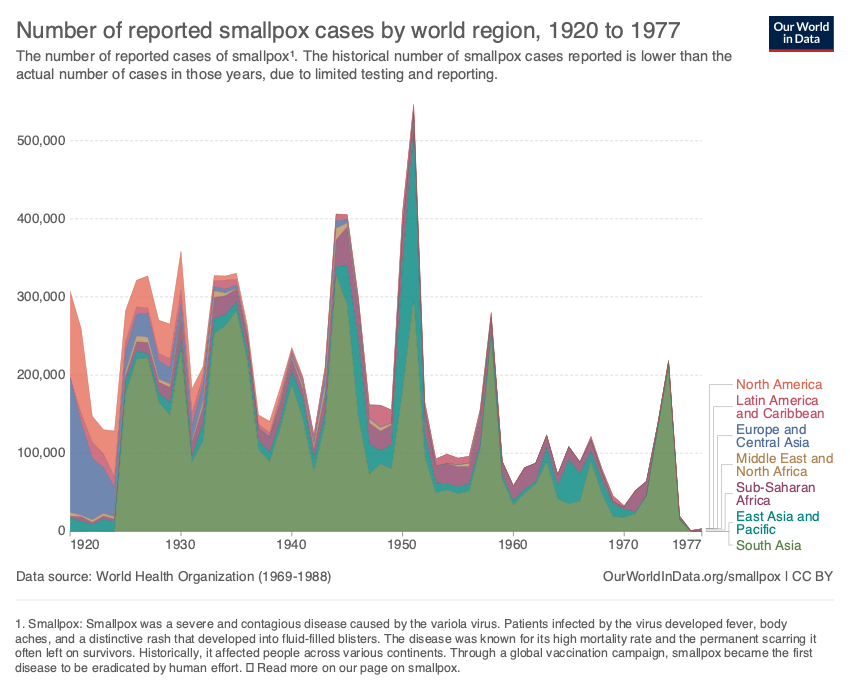 Number of reported smallpox cases by world region, 1920 to 1977
Our World
in Data
The number of reported cases of smallpox¹. The historical number of smallpox cases reported is lower than the
actual number of cases in those years, due to limited testing and reporting.
500,000
400,000
300,000
200,000
100,000
0
1920
1930
1940
1950
1960
1970
1977
North America
Latin America
and Caribbean
Europe and
Central Asia
Middle East and
North Africa
Sub-Saharan
Africa
East Asia and
Pacific
South Asia
Data source: World Health Organization (1969-1988)
OurWorldInData.org/smallpox | CC BY
1. Smallpox: Smallpox was a severe and contagious disease caused by the variola virus. Patients infected by the virus developed fever, body
aches, and a distinctive rash that developed into fluid-filled blisters. The disease was known for its high mortality rate and the permanent scarring it
often left on survivors. Historically, it affected people across various continents. Through a global vaccination campaign, smallpox became the first
disease to be eradicated by human effort. ▯ Read more on our page on smallpox.